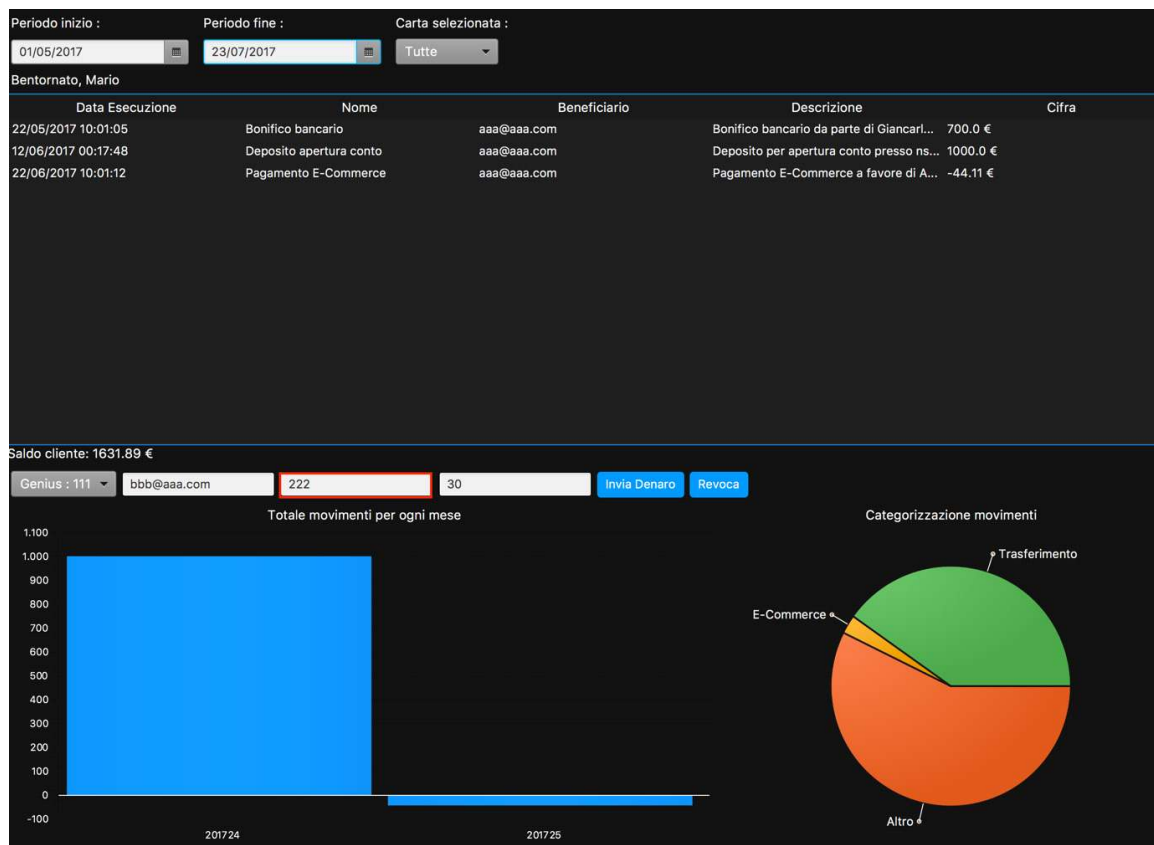 Periodo inizio : Periodo fine : Carta selezionata :
01/05/2017 23/07/2017 Tutte
Bentornato, Mario
Data Esecuzione Nome Beneficiario Descrizione Cifra
22/05/2017 10:01:05 Bonifico bancario aaa@aaa.com Bonifico bancario da parte di Giancarl... 700.0 €
12/06/2017 00:17:48 Deposito apertura conto aaa@aaa.com Deposito per apertura conto presso ns... 1000.0 €
22/06/2017 10:01:12 Pagamento E-Commerce aaa@aaa.com Pagamento E-Commerce a favore di A... -44.11 €
Saldo cliente: 1631.89 €
Genius : 111 bbb@aaa.com 222 30 Invia Denaro Revoca
Totale movimenti per ogni mese
1.100
1.000
900
800
700
600
500
400
300
200
100
0
-100
201724 201725
Categorizzazione movimenti
Trasferimento
E-Commerce
Altro